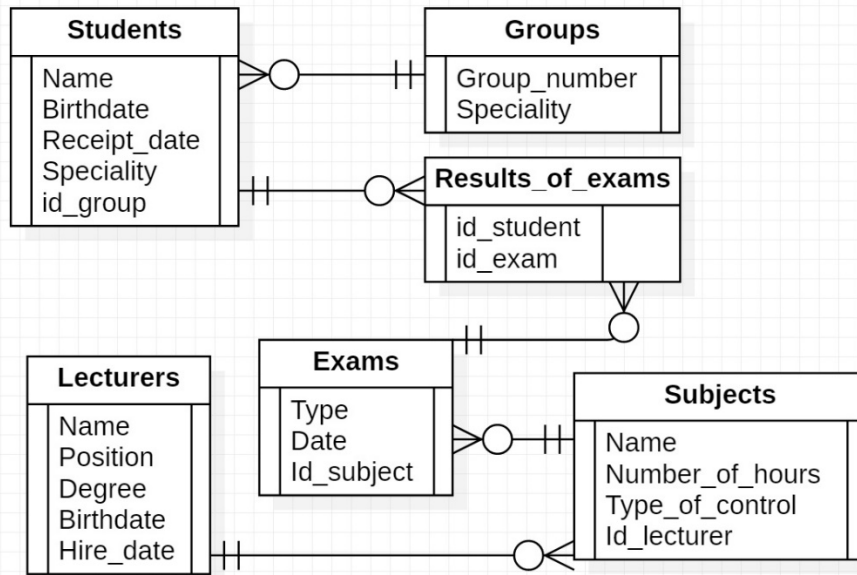 Students
Name
Birthdate
Receipt_date
Speciality
id_group
Groups
Group_number
Speciality
Results_of_exams
id_student
id_exam
Lecturers
Name
Position
Degree
Birthdate
Hire_date
Exams
Type
Date
Id_subject
Subjects
Name
Number_of_hours
Type_of_control
Id_lecturer